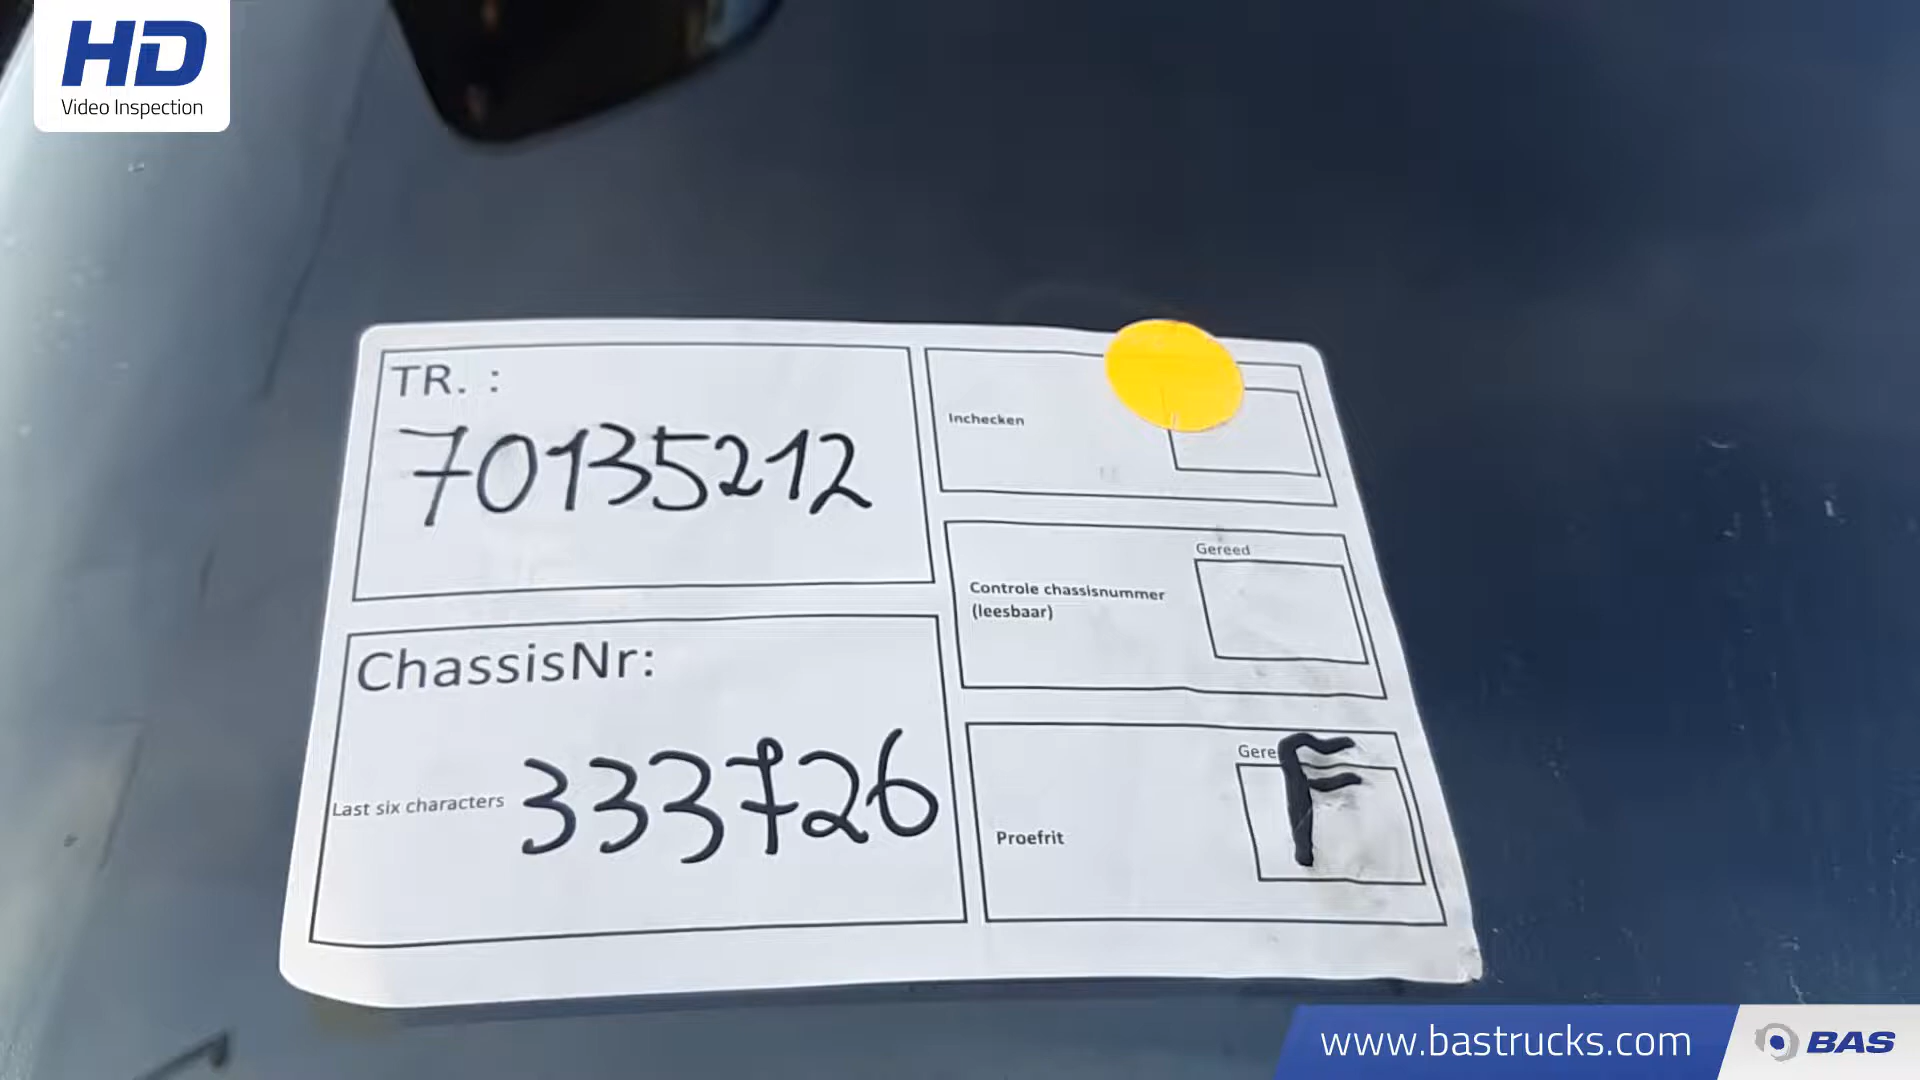 HD
Video Inspection
TR. :
70135212
ChassisNr:
Last six characters 333726
Inchecken
Gereed
Controle chassisnummer
(leesbaar)
Gere
F
Proefrit
www.bastrucks.com
BAS